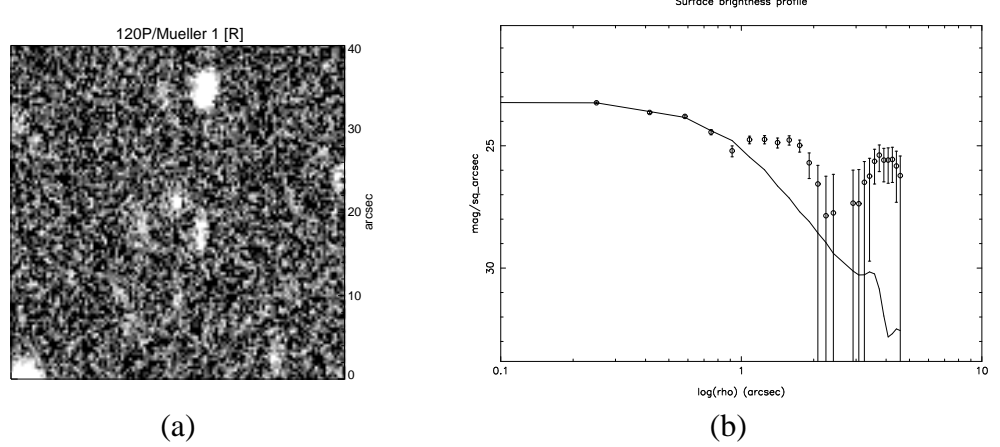 120P/Mueller 1 [R]
40
30
20
10
0
arcsec
(a)
Surface brightness profile
mag/sq_arcsec
25
30
0.1
1
10
log(rho) (arcsec)
(b)